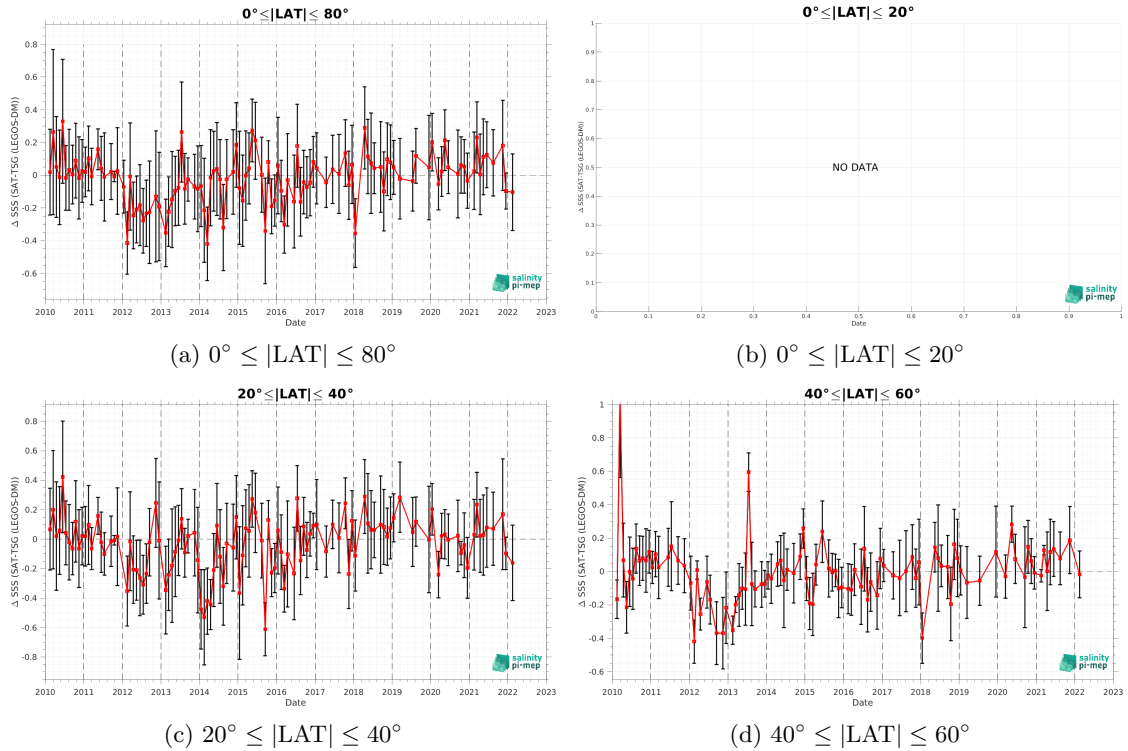 0°≤|LAT|≤ 80°
Δ SSS (SAT-TSG (LEGOS-DM))
0.8
0.6
0.4
0.2
0
-0.2
-0.4
-0.6
2010 2011 2012 2013 2014 2015 2016 2017 2018 2019 2020 2021 2022 2023
Date
salinity
pi-mep
(a) 0° ≤ |LAT| ≤ 80°
0°≤|LAT|≤ 20°
Δ SSS (SAT-TSG (LEGOS-DM))
1
0.9
0.8
0.7
0.6
0.5
0.4
0.3
0.2
0.1
0
NO DATA
0 0.1 0.2 0.3 0.4 0.5 0.6 0.7 0.8 0.9 1
Date
salinity
pi-mep
(b) 0° ≤ |LAT| ≤ 20°
20°≤|LAT|≤ 40°
Δ SSS (SAT-TSG (LEGOS-DM))
0.8
0.6
0.4
0.2
0
-0.2
-0.4
-0.6
-0.8
2010 2011 2012 2013 2014 2015 2016 2017 2018 2019 2020 2021 2022 2023
Date
salinity
pi-mep
(c) 20° ≤ |LAT| ≤ 40°
40°≤|LAT|≤ 60°
Δ SSS (SAT-TSG (LEGOS-DM))
1
0.8
0.6
0.4
0.2
0
-0.2
-0.4
-0.6
2010 2011 2012 2013 2014 2015 2016 2017 2018 2019 2020 2021 2022 2023
Date
salinity
pi-mep
(d) 40° ≤ |LAT| ≤ 60°